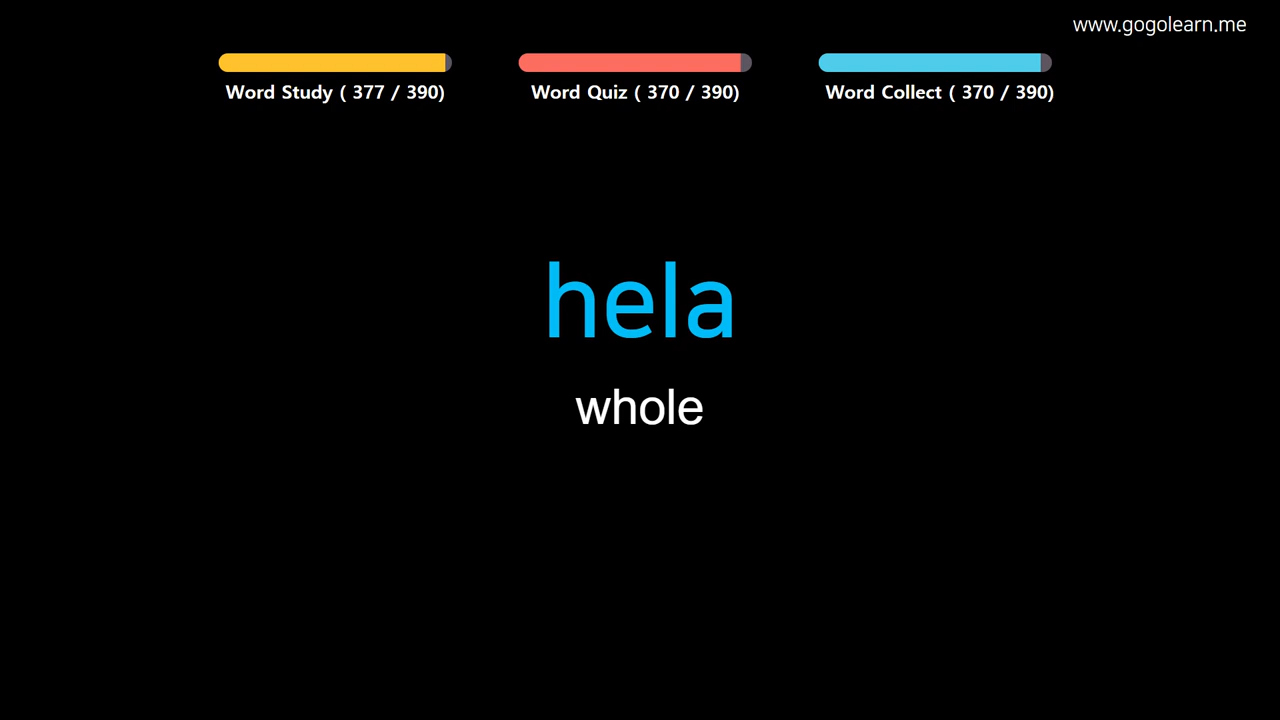 www.gogolearn.me
Word Study ( 377 / 390)
Word Quiz ( 370 / 390)
Word Collect ( 370 / 390)
hela
whole